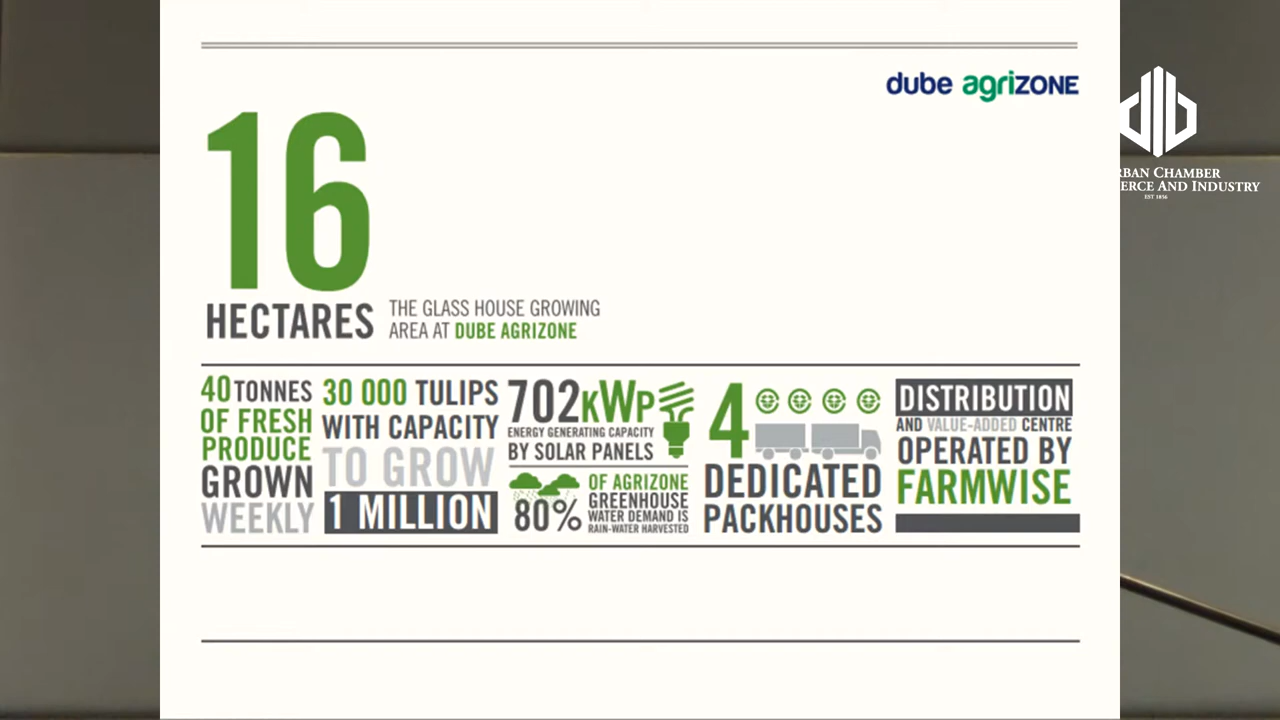 dube agriZONE
16
HECTARES
THE GLASS HOUSE GROWING
AREA AT DUBE AGRIZONE
40 TONNES
OF FRESH
PRODUCE
GROWN
WEEKLY
30 000 TULIPS
WITH CAPACITY
TO GROW
1 MILLION
702kWp
ENERGY GENERATING CAPACITY
BY SOLAR PANELS
80%
OF AGRIZONE
GREENHOUSE
WATER DEMAND IS
RAIN-WATER HARVESTED
4
DEDICATED
PACKHOUSES
DISTRIBUTION
AND VALUE-ADDED CENTRE
OPERATED BY
FARMWISE
RBAN CHAMBER
ERCE AND INDUSTRY
EST 1856